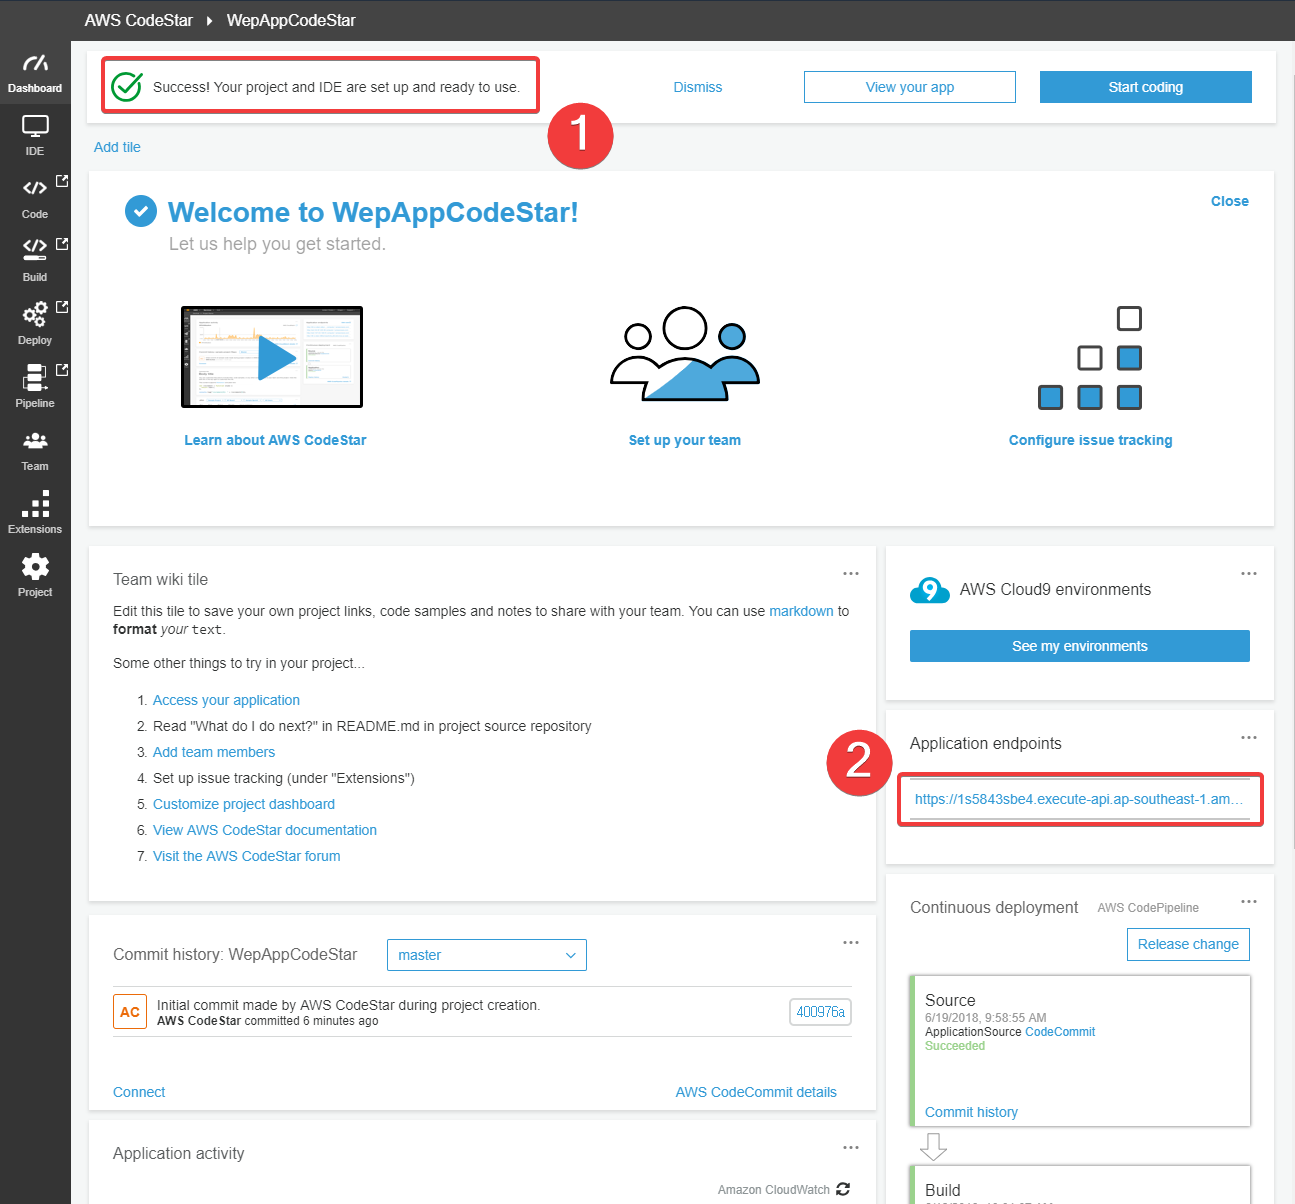 AWS CodeStar WepAppCodeStar
Dashboard
IDE
Code
Build
Deploy
Pipeline
Team
Extensions
Project
Success! Your project and IDE are set up and ready to use.
Dismiss
View your app
Start coding
1
Add tile
Welcome to WepAppCodeStar!
Close
Let us help you get started.
Learn about AWS CodeStar
Set up your team
Configure issue tracking
Team wiki tile
Edit this tile to save your own project links, code samples and notes to share with your team. You can use markdown to
format your text.
Some other things to try in your project...
1. Access your application
2. Read "What do I do next?" in README.md in project source repository
3. Add team members
4. Set up issue tracking (under "Extensions")
5. Customize project dashboard
6. View AWS CodeStar documentation
7. Visit the AWS CodeStar forum
9 AWS Cloud9 environments
See my environments
2
Application endpoints
https://1s5843sbe4.execute-api.ap-southeast-1.am...
Commit history: WepAppCodeStar
master
AC
Initial commit made by AWS CodeStar during project creation.
AWS CodeStar committed 6 minutes ago
400976a
Connect
AWS CodeCommit details
Application activity
Amazon CloudWatch
Continuous deployment AWS CodePipeline
Release change
Source
6/19/2018, 9:58:55 AM
ApplicationSource CodeCommit
Succeeded
Commit history
Build